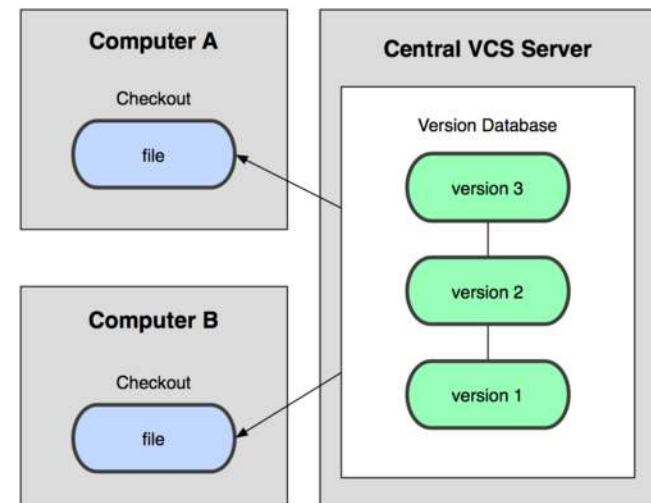 Computer A
Checkout
file
Computer B
Checkout
file
Central VCS Server
Version Database
version 3
version 2
version 1